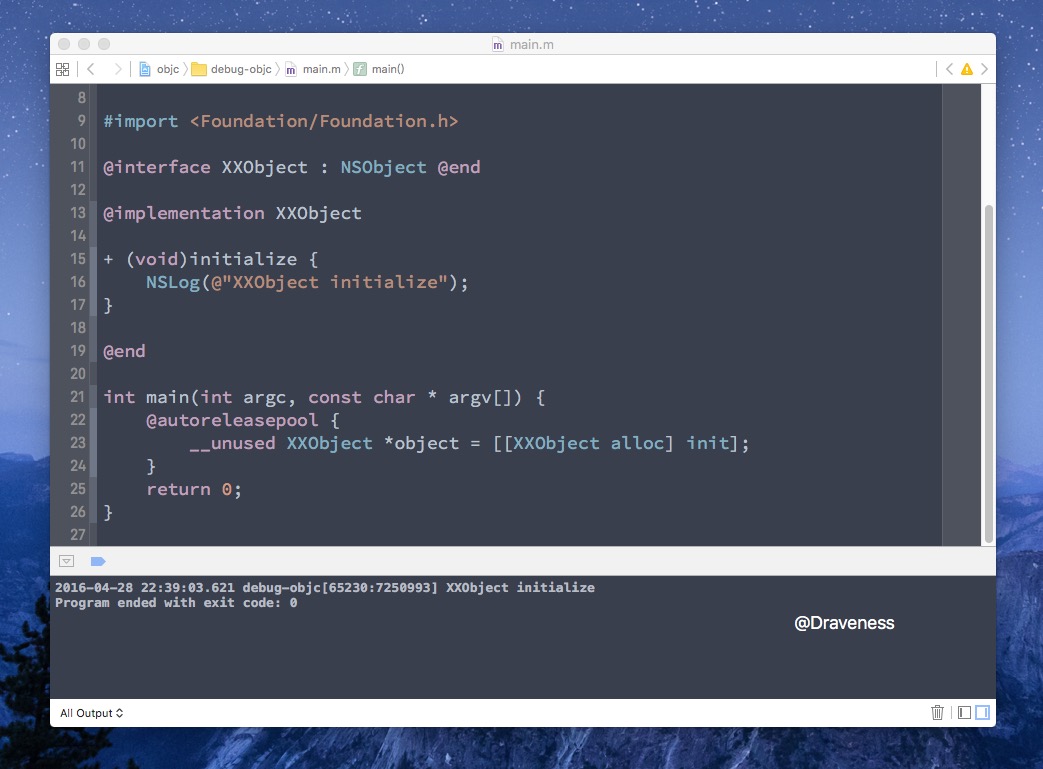 main.m
objc debug-objc main.m main()
8
9 #import <Foundation/Foundation.h>
10
11 @interface XXObject : NSObject @end
12
13 @implementation XXObject
14
15 + (void)initialize {
16     NSLog(@"XXObject initialize");
17 }
18
19 @end
20
21 int main(int argc, const char * argv[]) {
22     @autoreleasepool {
23         __unused XXObject *object = [[XXObject alloc] init];
24     }
25     return 0;
26 }
27
2016-04-28 22:39:03.621 debug-objc[65230:7250993] XXObject initialize
Program ended with exit code: 0
@Draveness
All Output